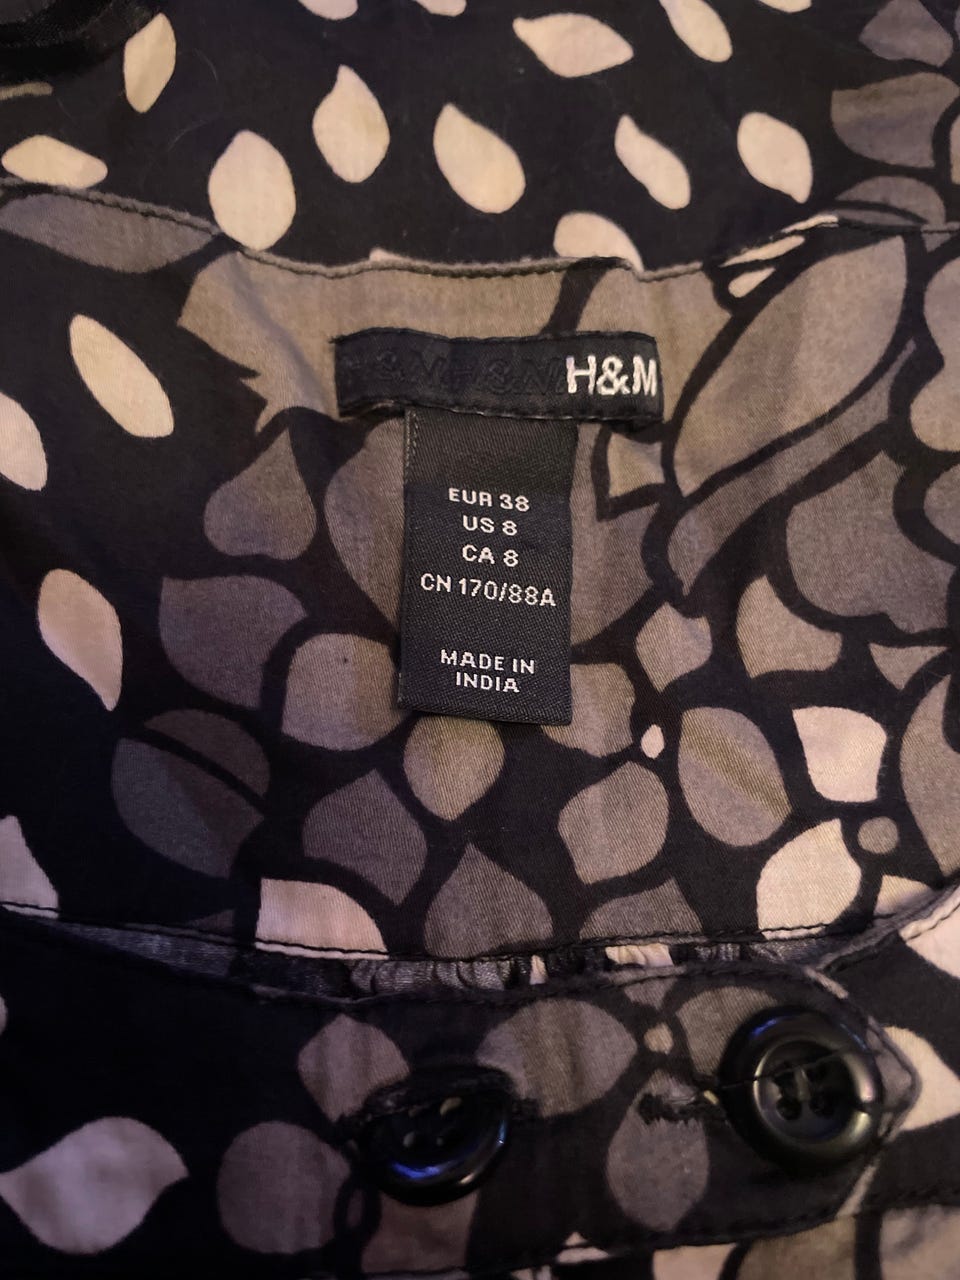 H&M H&M H&M
EUR 38
US 8
CA 8
CN 170/88A
MADE IN
INDIA